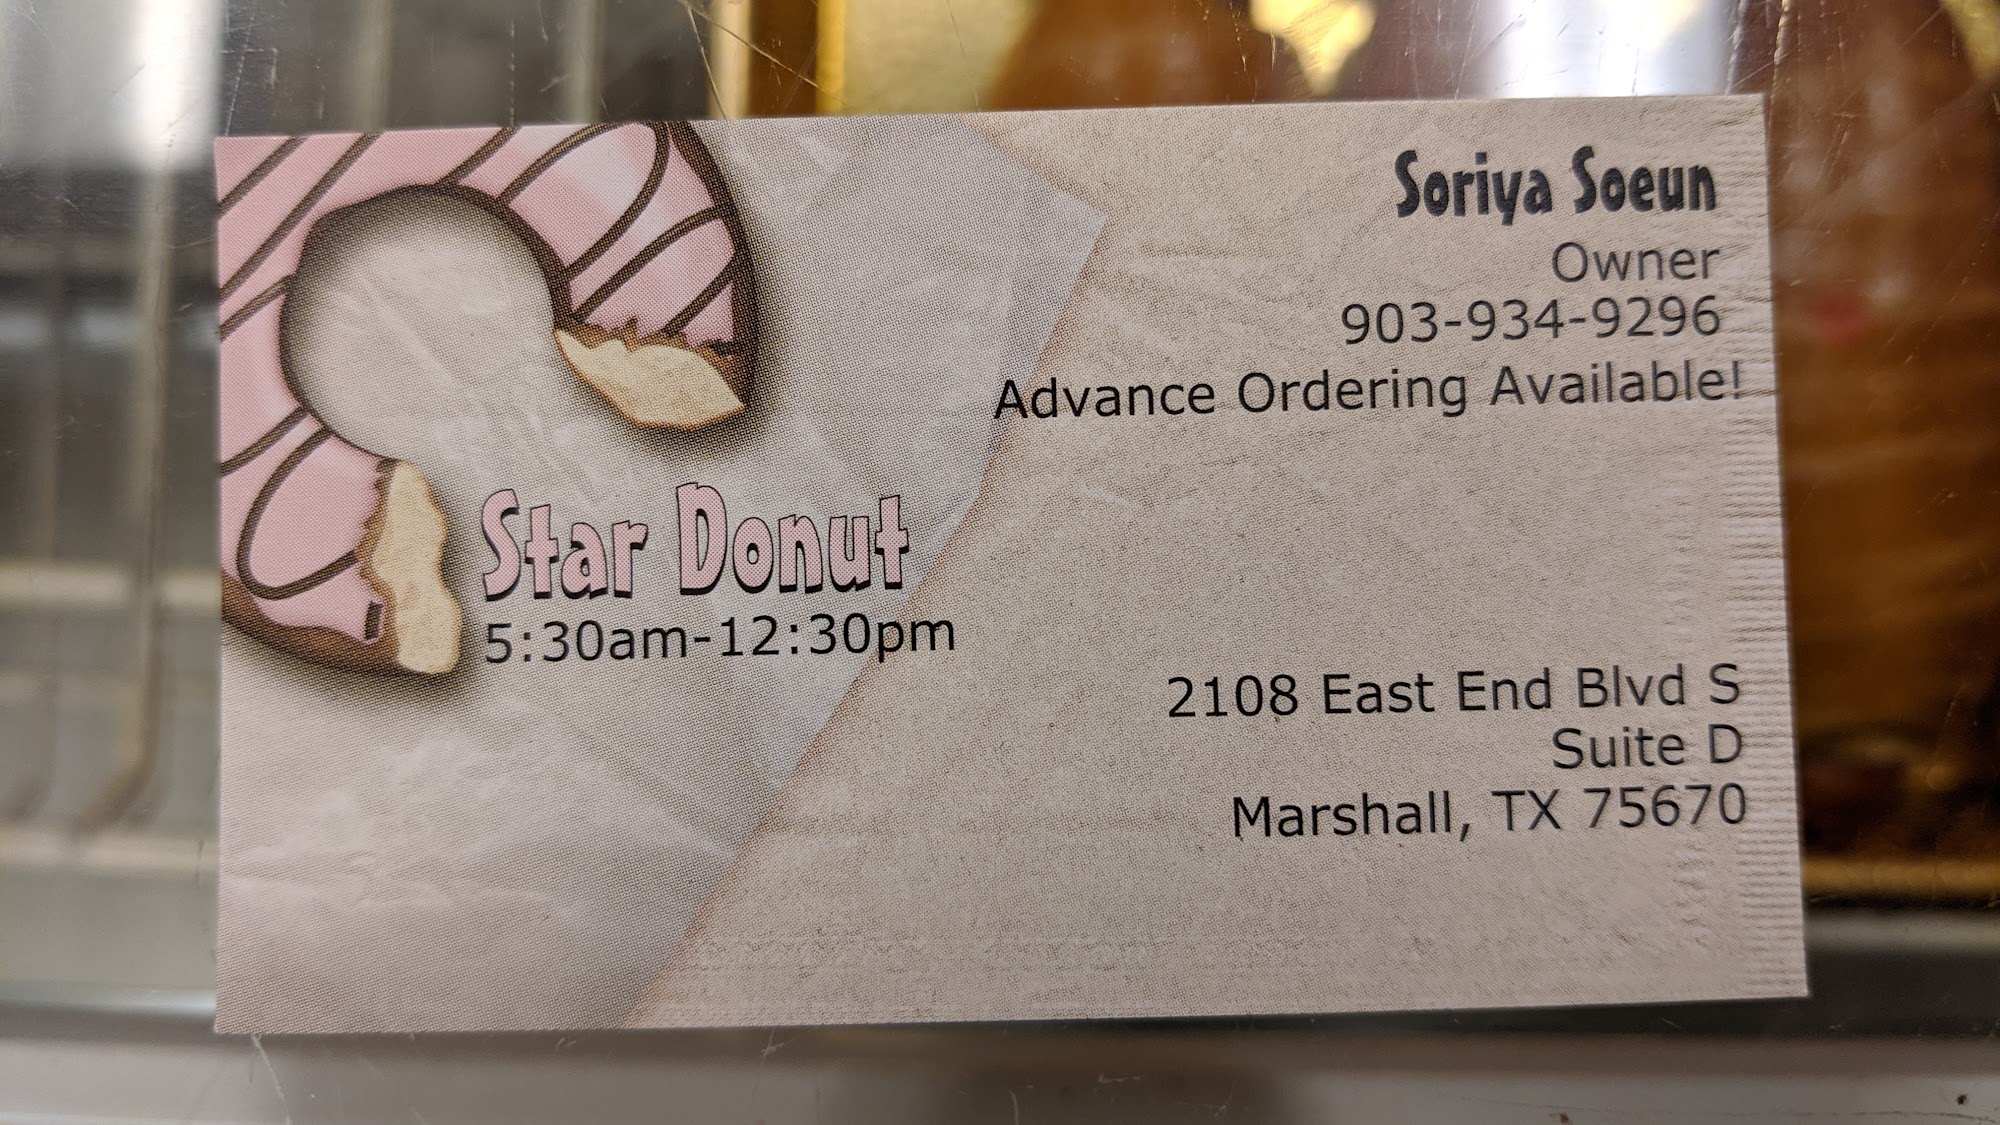 Soriya Soeun
Owner
903-934-9296
Advance Ordering Available!
Star Donut
5:30am-12:30pm
2108 East End Blvd S
Suite D
Marshall, TX 75670